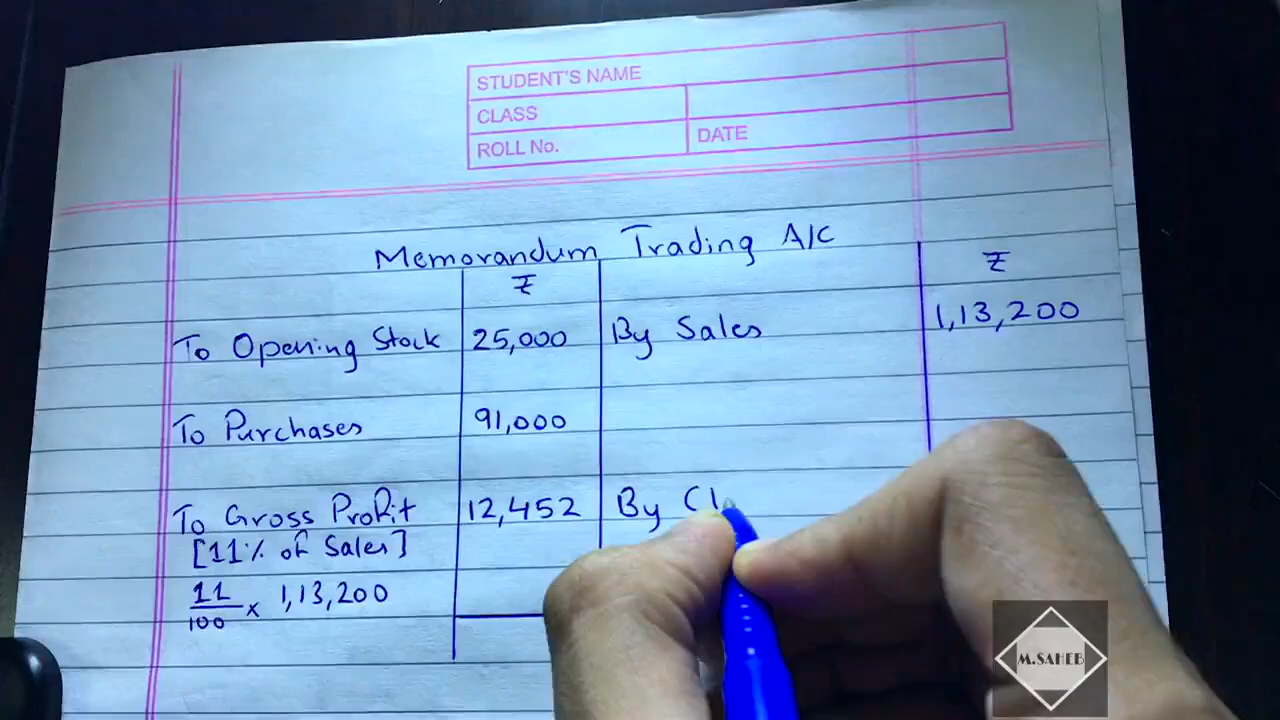 STUDENT'S NAME
CLASS
ROLL No. DATE
Memorandum Trading A/C
₹ ₹
To Opening Stock 25,000 By Sales 1,13,200
To Purchases 91,000
To Gross Profit 12,452 By Cl
[11% of Sales]
11/100 × 1,13,200
M.SAHEB